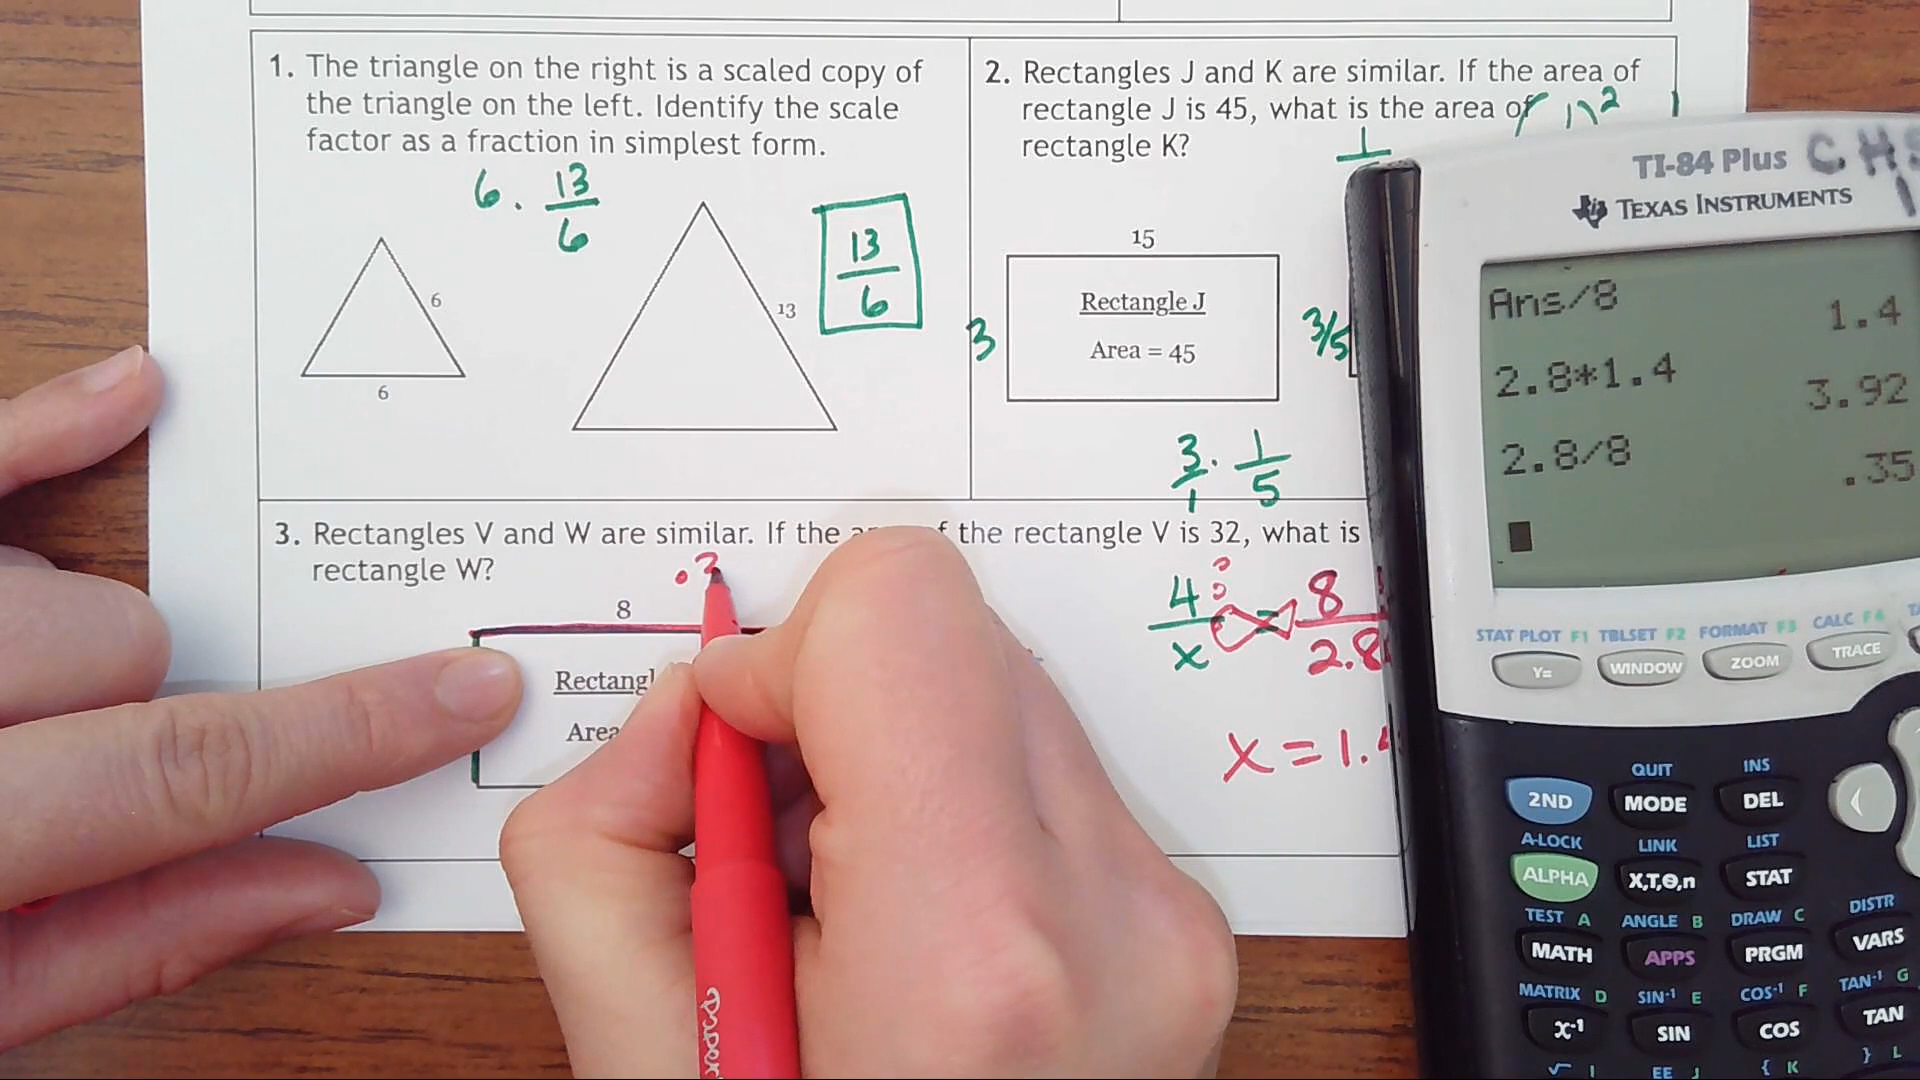 1. The triangle on the right is a scaled copy of
the triangle on the left. Identify the scale
factor as a fraction in simplest form.
6 . 13/6
6
6
13
13/6
2. Rectangles J and K are similar. If the area of
rectangle J is 45, what is the area of
rectangle K?
15
Rectangle J
Area = 45
3
3/5
3/1 . 1/5
3. Rectangles V and W are similar. If the of the rectangle V is 32, what is
rectangle W?
8
4/x = 8/2.8
x = 1.4
TI-84 Plus
TEXAS INSTRUMENTS
Ans/8
1.4
2.8*1.4
3.92
2.8/8
.35
STAT PLOT F1 TBLSET F2 FORMAT F3 CALC F4
Y= WINDOW ZOOM TRACE
QUIT INS
2ND MODE DEL
A-LOCK LINK LIST
ALPHA X,T,θ,n STAT
TEST A ANGLE B DRAW C DISTR
MATH APPS PRGM VARS
MATRIX D SIN-1 E COS-1 F TAN-1 G
x-1 SIN COS TAN
√ I EE J { K } L
Paper